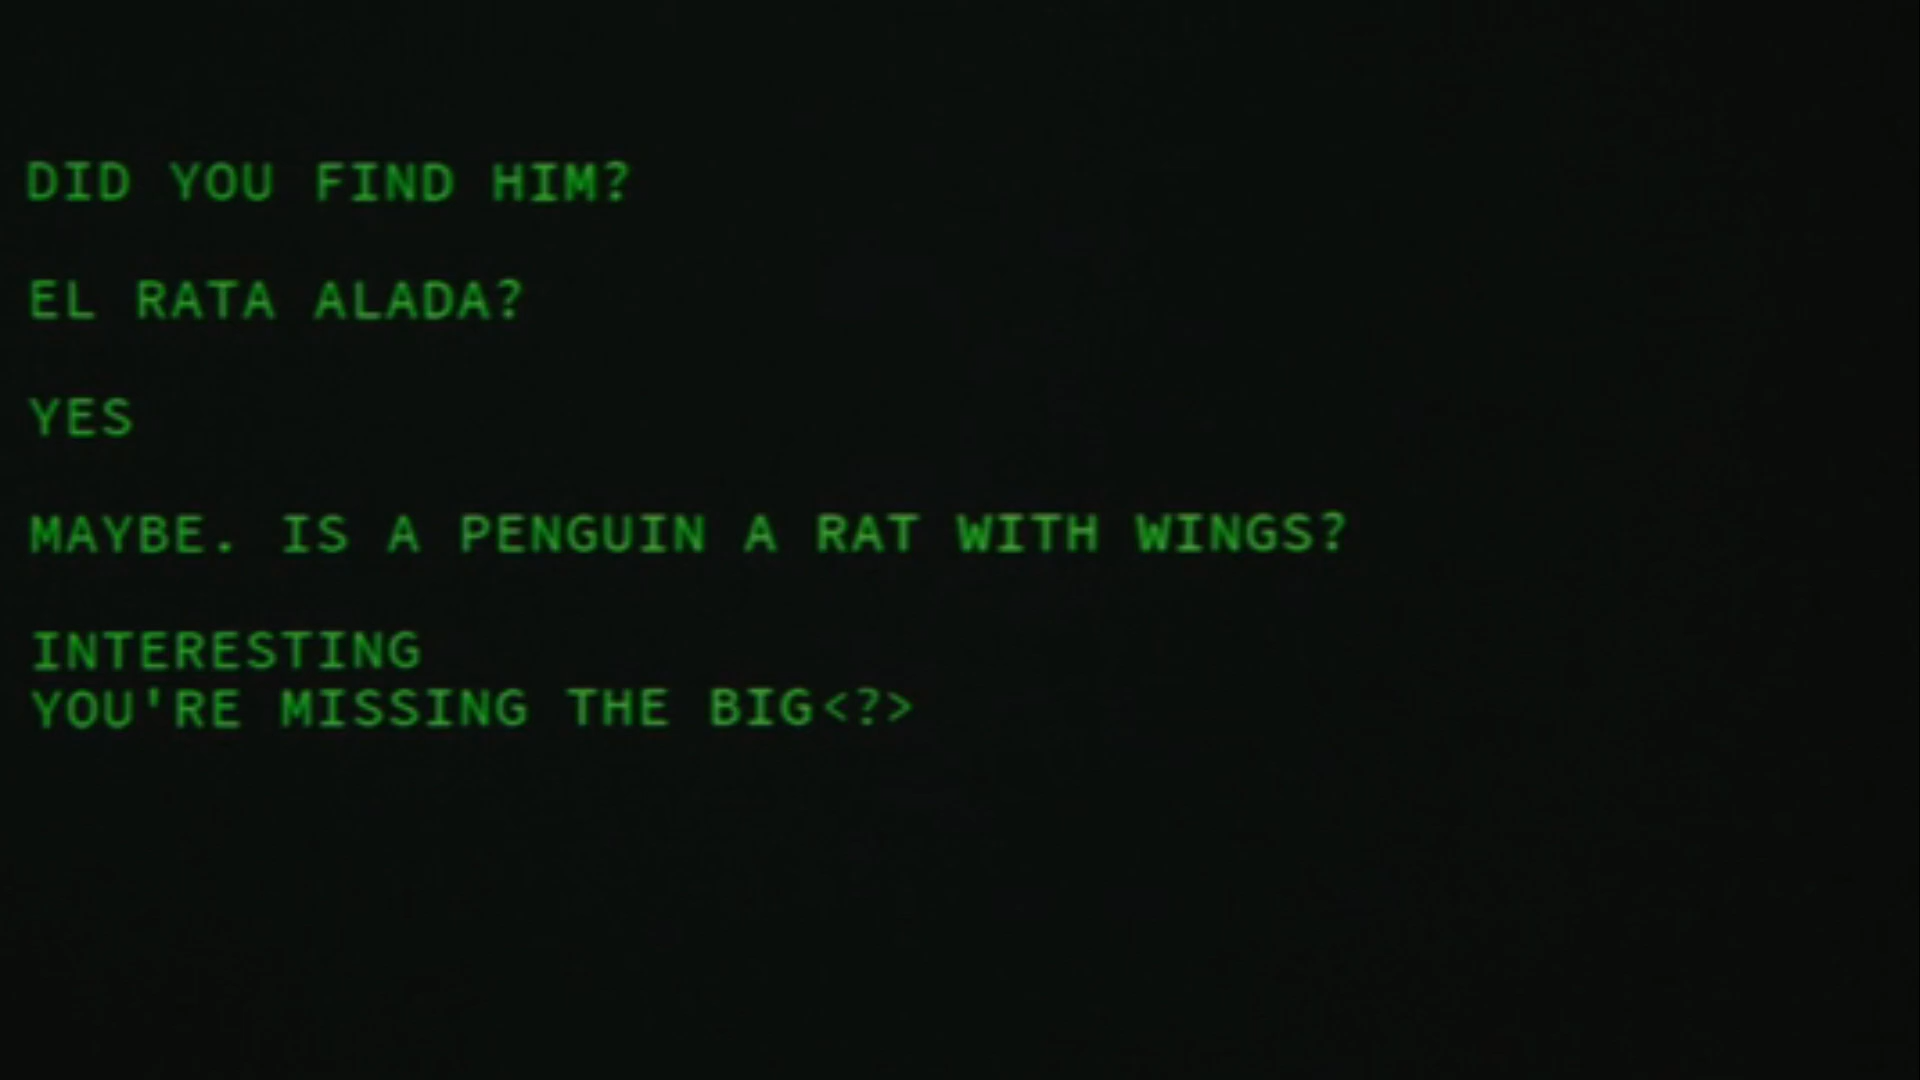 DID YOU FIND HIM?
EL RATA ALADA?
YES
MAYBE. IS A PENGUIN A RAT WITH WINGS?
INTERESTING
YOU'RE MISSING THE BIG<?>